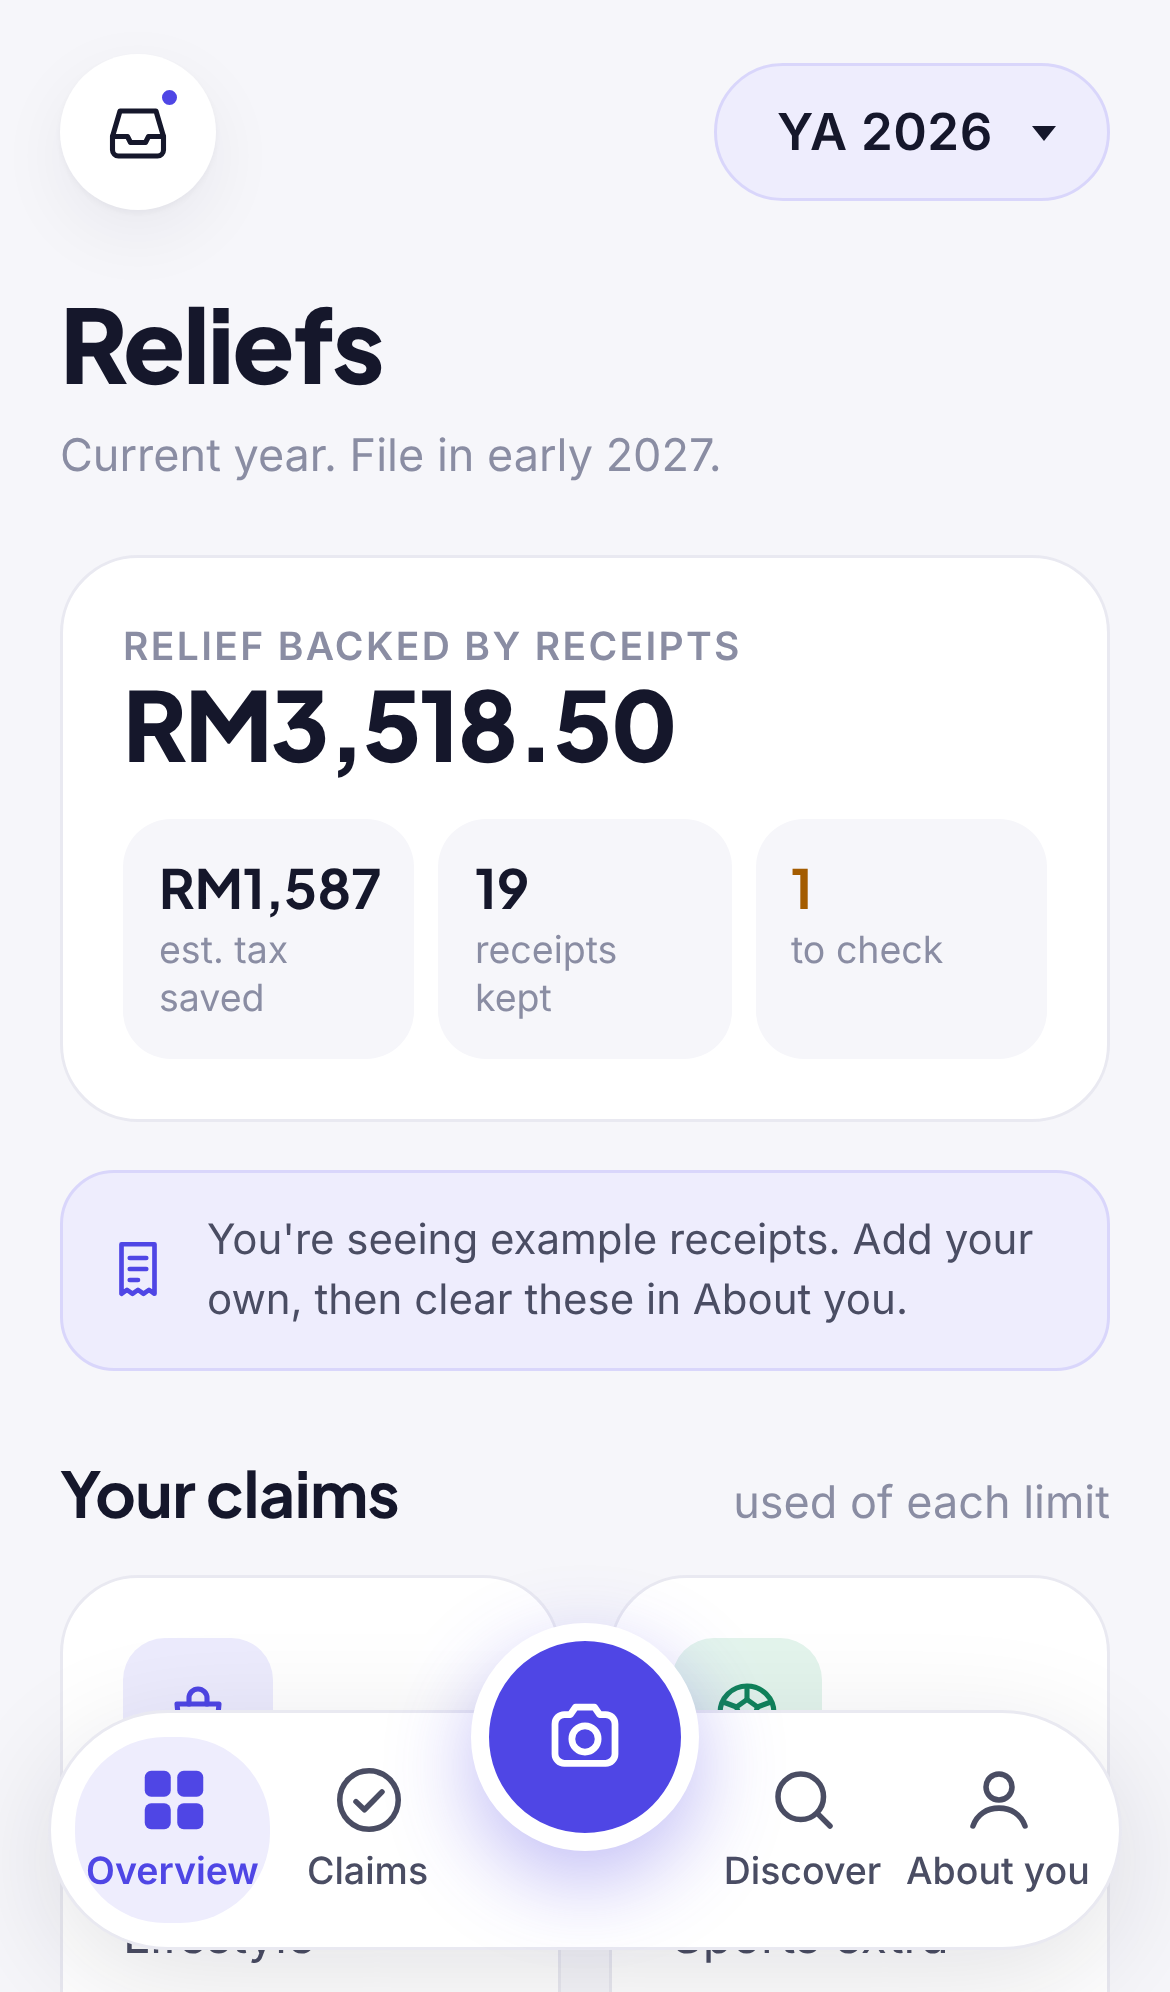 YA 2026
Reliefs
Current year. File in early 2027.
RELIEF BACKED BY RECEIPTS
RM3,518.50
RM1,587
est. tax
saved
19
receipts
kept
1
to check
You're seeing example receipts. Add your
own, then clear these in About you.
Your claims
used of each limit
Overview
Claims
Discover
About you